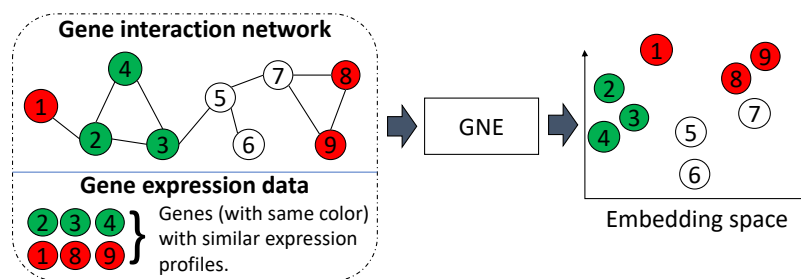 Gene interaction network
1
2
4
3
5
6
7
8
9
Gene expression data
2 3 4
1 8 9
}
Genes (with same color)
with similar expression
profiles.
GNE
1
9
8
2
3
7
4
5
6
Embedding space